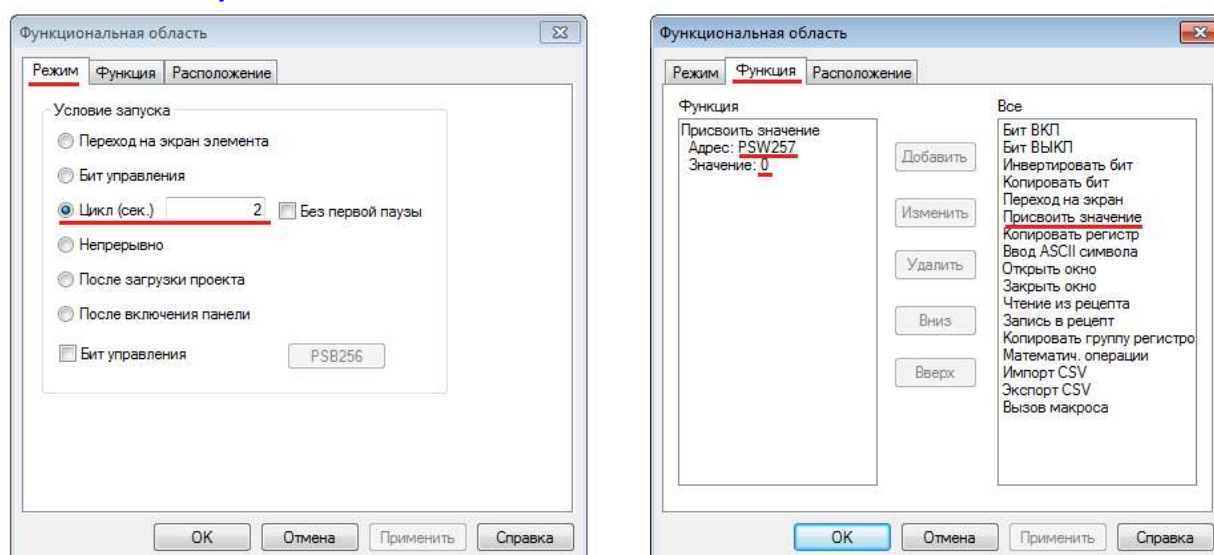 Функциональная область
Режим Функция Расположение
Условие запуска
Переход на экран элемента
Бит управления
Цикл (сек.) 2 Без первой паузы
Непрерывно
После загрузки проекта
После включения панели
Бит управления PSB256
OK Отмена Применить Справка
Функциональная область
Режим Функция Расположение
Функция
Присвоить значение
Адрес: PSW257
Значение: 0
Добавить
Изменить
Удалить
Вниз
Вверх
Все
Бит ВКЛ
Бит ВЫКЛ
Инвертировать бит
Копировать бит
Переход на экран
Присвоить значение
Копировать регистр
Ввод ASCII символа
Открыть окно
Закрыть окно
Чтение из рецепта
Запись в рецепт
Копировать группу регистро
Математич. операции
Импорт CSV
Экспорт CSV
Вызов макроса
OK Отмена Применить Справка